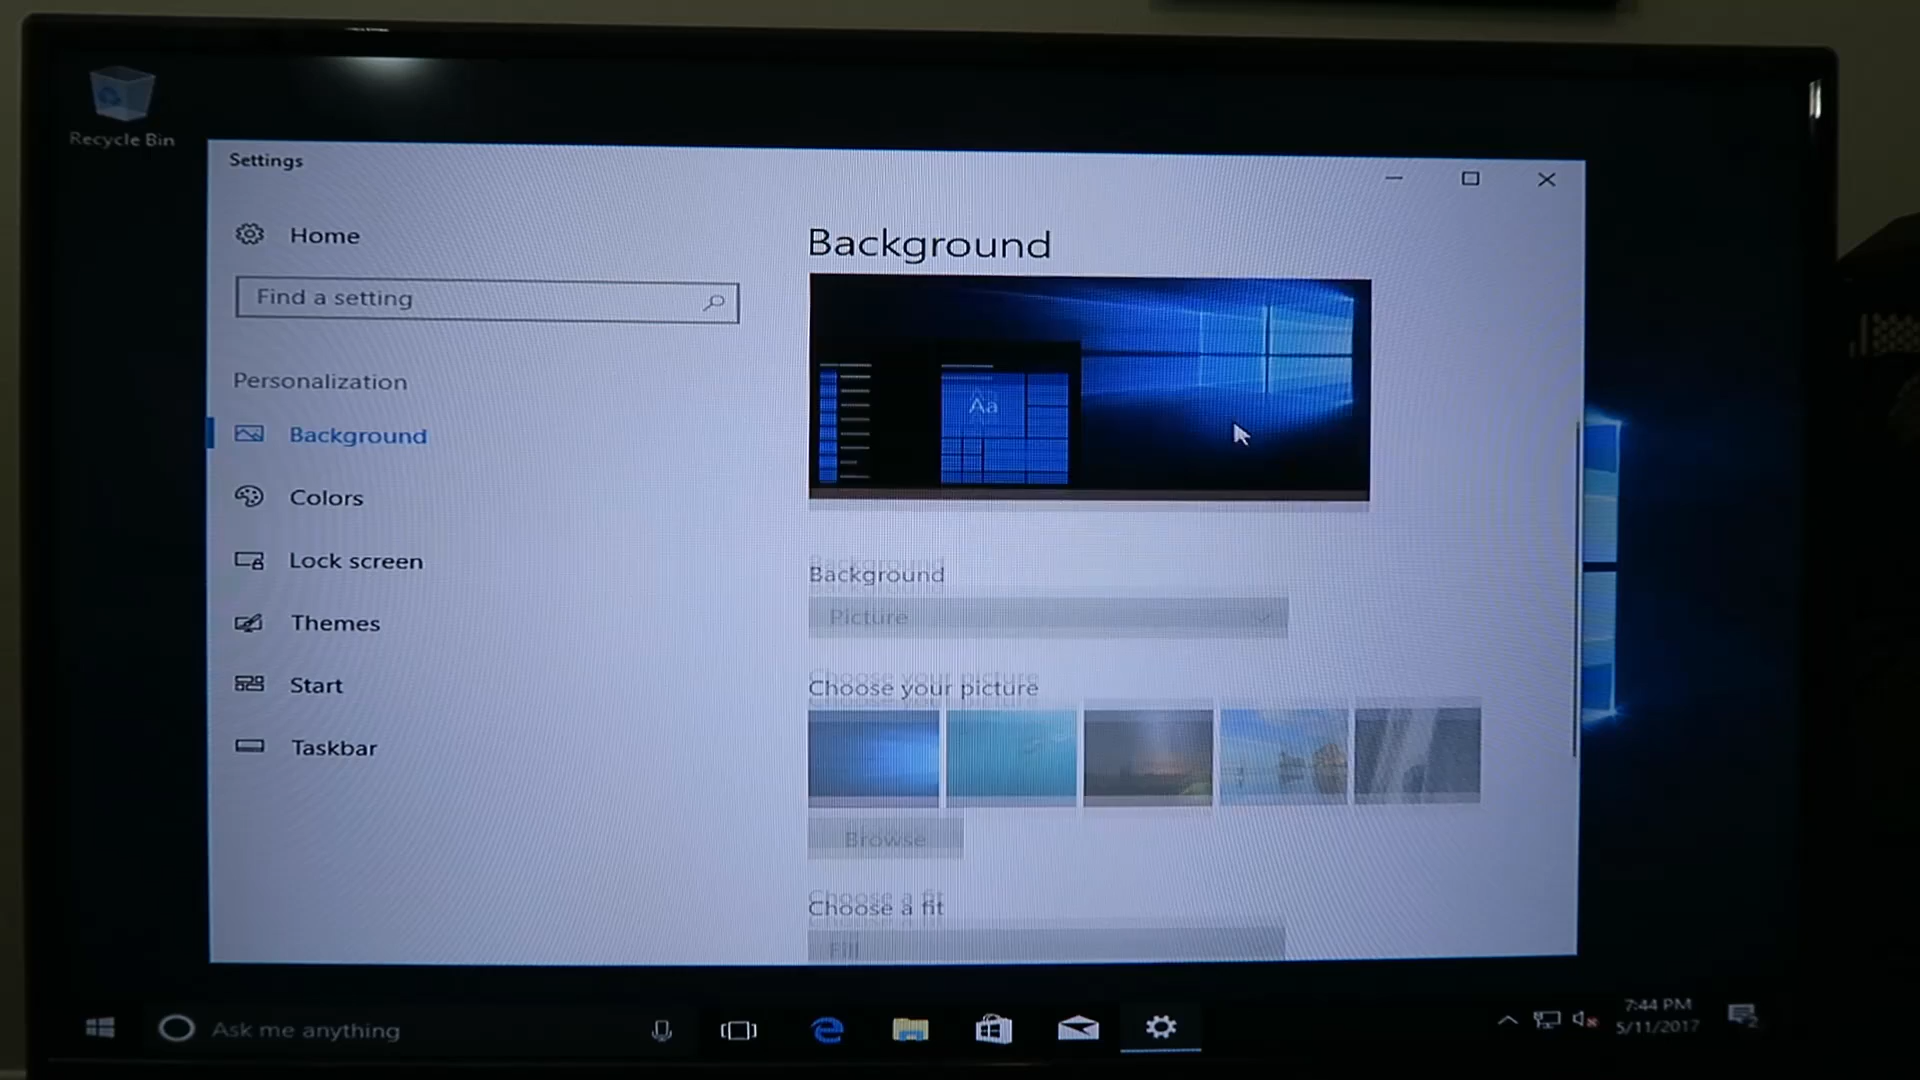 Recycle Bin
Settings
Home
Find a setting
Personalization
Background
Colors
Lock screen
Themes
Start
Taskbar
Background
Aa
Background
Picture
Choose your picture
Browse
Choose a fit
Fill
Ask me anything
7:44 PM
5/11/2017